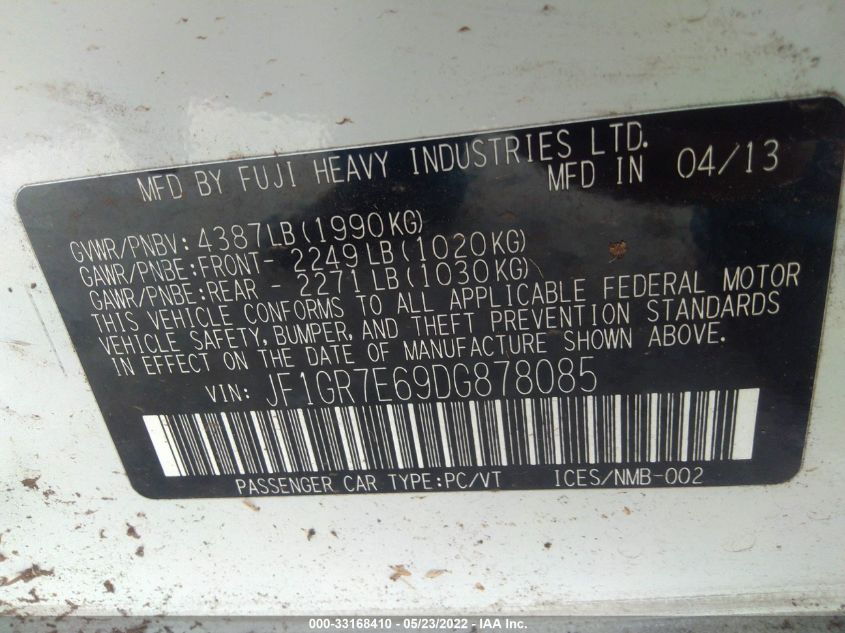 MFD BY FUJI HEAVY INDUSTRIES LTD.
MFD IN 04/13
GVWR/PNBV: 4387LB(1990KG)
GAWR/PNBE:FRONT- 2249LB(1020KG)
GAWR/PNBE:REAR - 2271LB(1030KG)
THIS VEHICLE CONFORMS TO ALL APPLICABLE FEDERAL MOTOR
VEHICLE SAFETY, BUMPER, AND THEFT PREVENTION STANDARDS
IN EFFECT ON THE DATE OF MANUFACTURE SHOWN ABOVE.
VIN: JF1GR7E69DG878085
PASSENGER CAR TYPE:PC/VT ICES/NMB-002
000-33168410 - 05/23/2022 - IAA Inc.